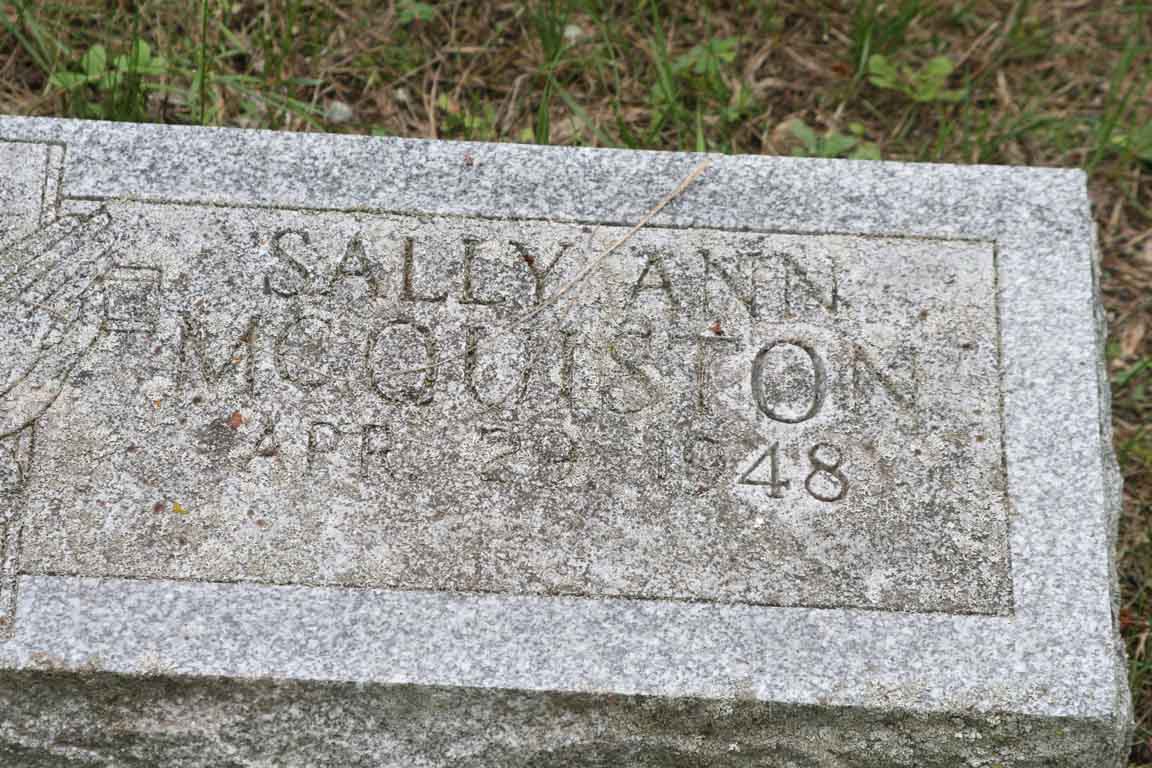 SALLY ANN
MCQUISTON
APR 29 1948